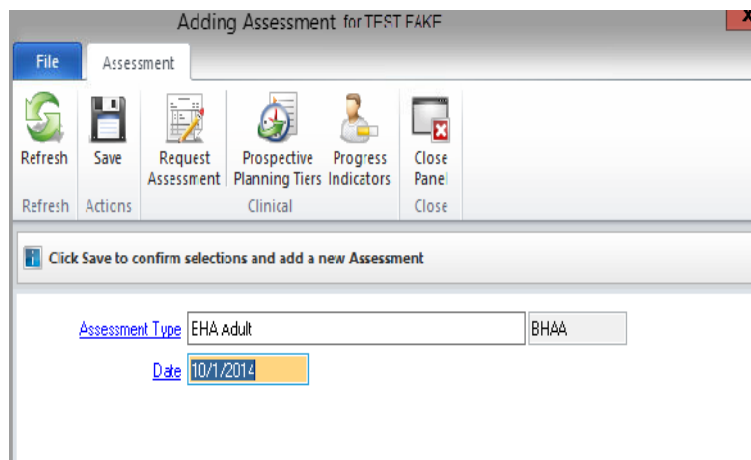 Adding Assessment for TEST FAKE
X
File Assessment
Refresh Save Request Assessment Prospective Planning Tiers Progress Indicators Close Panel
Refresh Actions Clinical Close
Click Save to confirm selections and add a new Assessment
Assessment Type EHA Adult BHAA
Date 10/1/2014